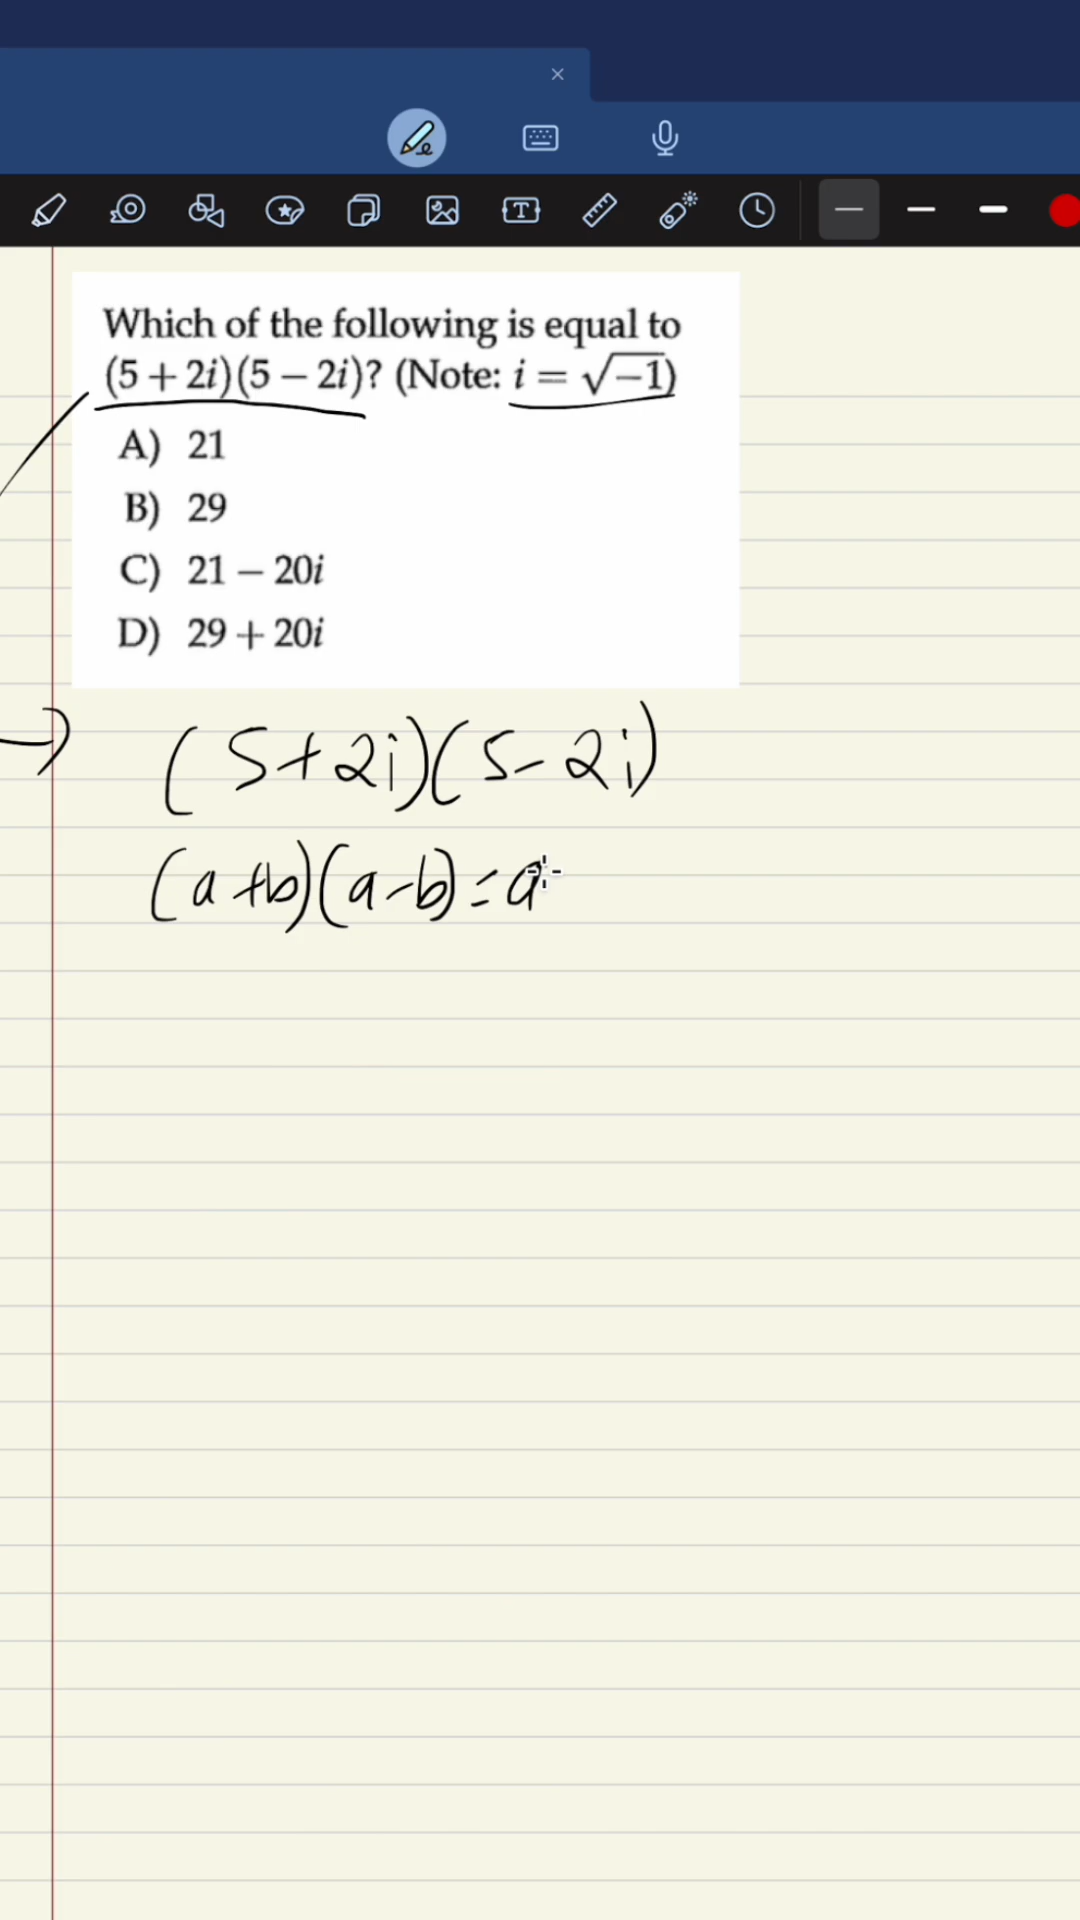 Which of the following is equal to
(5 + 2i)(5 – 2i)? (Note: i = √–1)
A) 21
B) 29
C) 21 – 20i
D) 29 + 20i
(5+2i)(5-2i)
(a+b)(a-b)=a